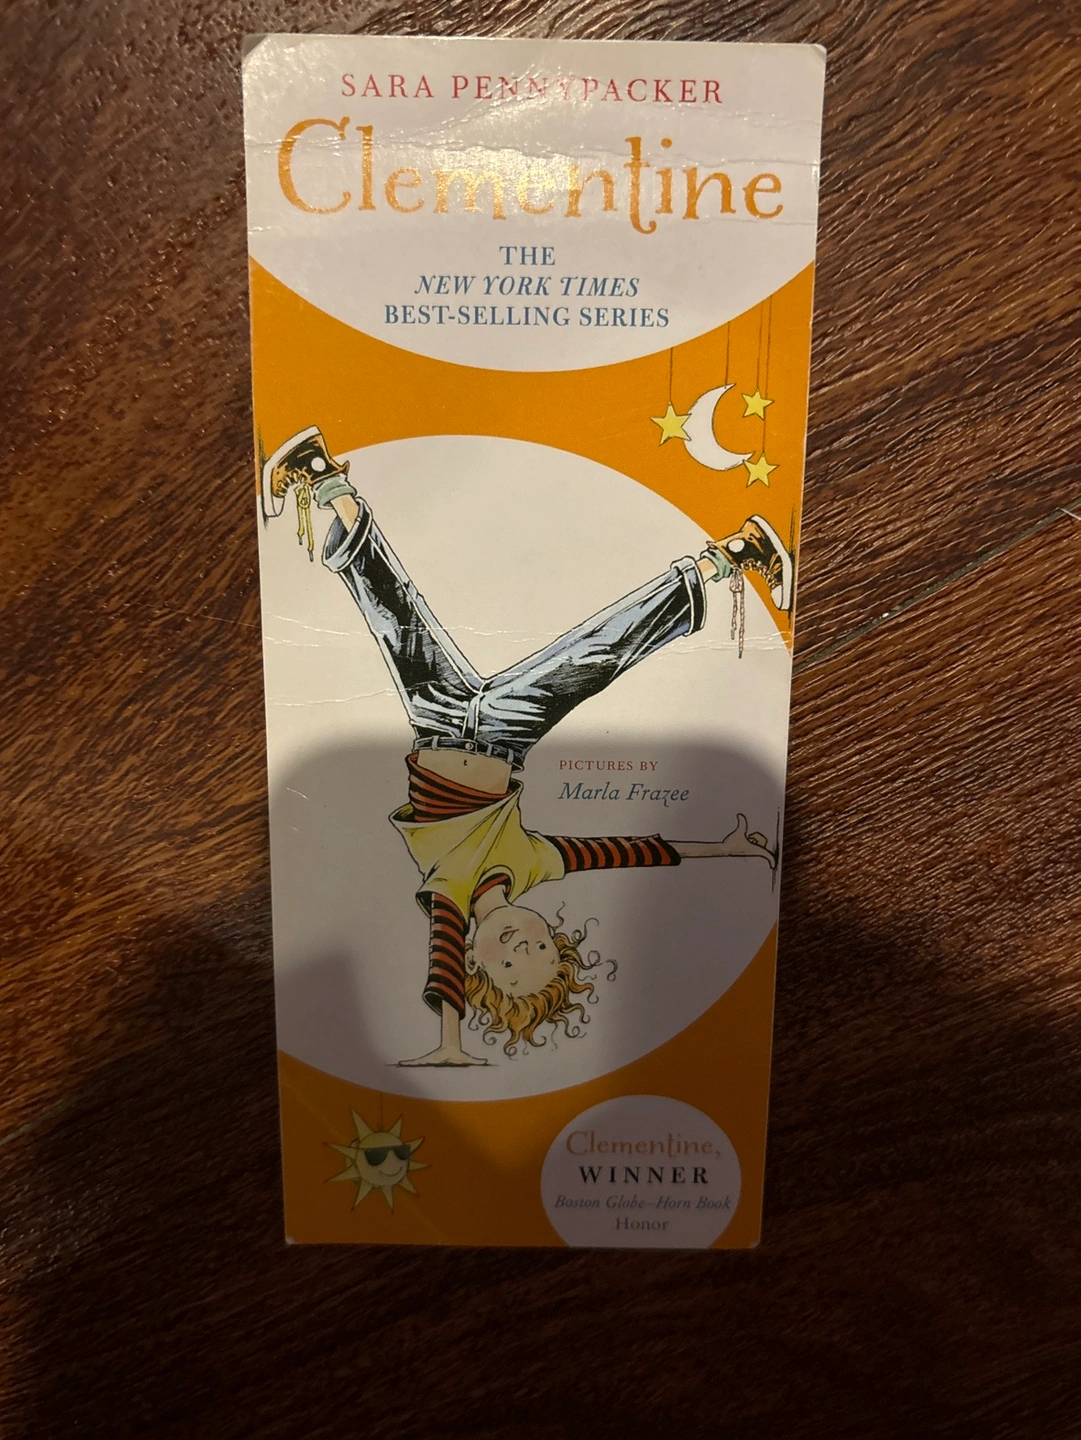 SARA PENNYPACKER
Clementine
THE
NEW YORK TIMES
BEST-SELLING SERIES
PICTURES BY
Marla Frazee
Clementine,
WINNER
Boston Globe–Horn Book
Honor